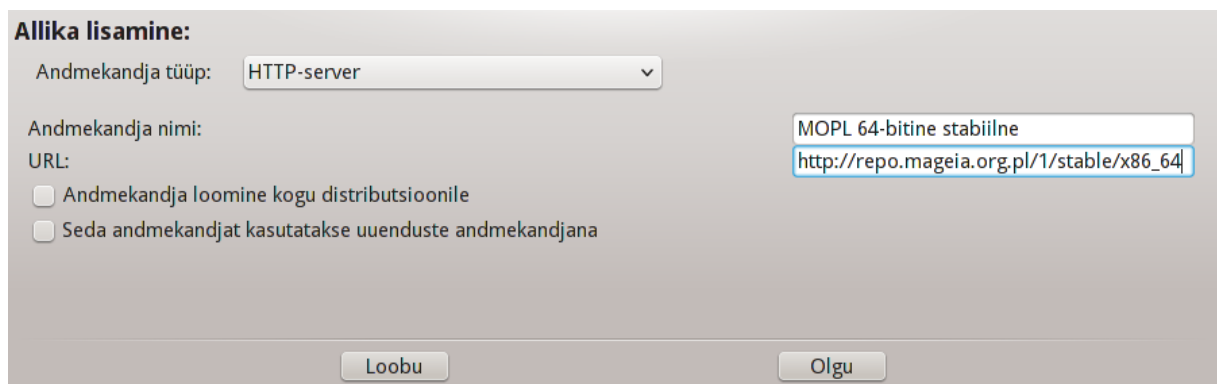 Allika lisamine:
Andmekandja tüüp: HTTP-server
Andmekandja nimi: MOPL 64-bitine stabiilne
URL: http://repo.mageia.org.pl/1/stable/x86_64
Andmekandja loomine kogu distributsioonile
Seda andmekandjat kasutatakse uuenduste andmekandjana
Loobu Olgu